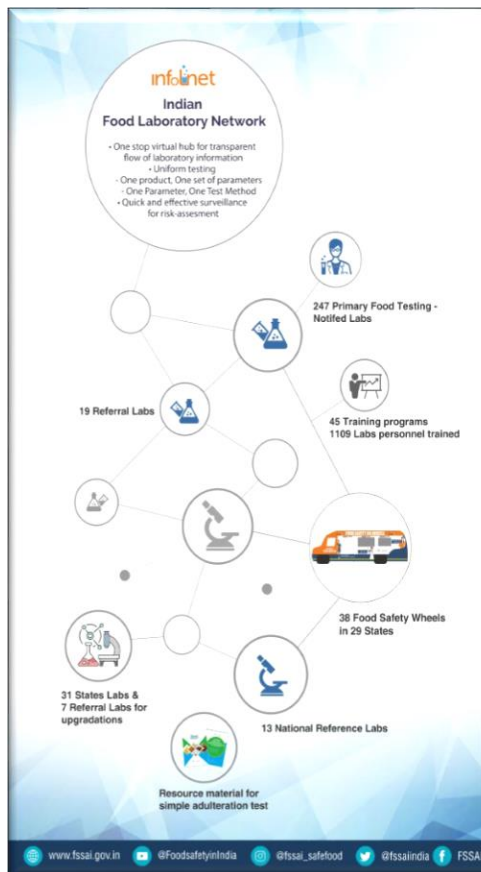 infolnet
Indian
Food Laboratory Network
• One stop virtual hub for transparent
flow of laboratory information
• Uniform testing
- One product, One set of parameters
- One Parameter, One Test Method
• Quick and effective surveillance
for risk-assesment
247 Primary Food Testing -
Notifed Labs
19 Referral Labs
45 Training programs
1109 Labs personnel trained
38 Food Safety Wheels
in 29 States
31 States Labs &
7 Referral Labs for
upgradations
13 National Reference Labs
Resource material for
simple adulteration test
www.fssai.gov.in @FoodsafetyinIndia @fssai_safefood @fssaiindia FSSA